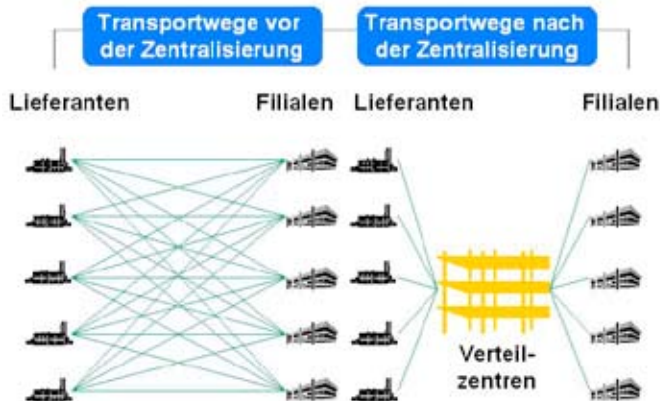 Transportwege vor
der Zentralisierung
Transportwege nach
der Zentralisierung
Lieferanten
Filialen
Lieferanten
Filialen
Verteil-
zentren